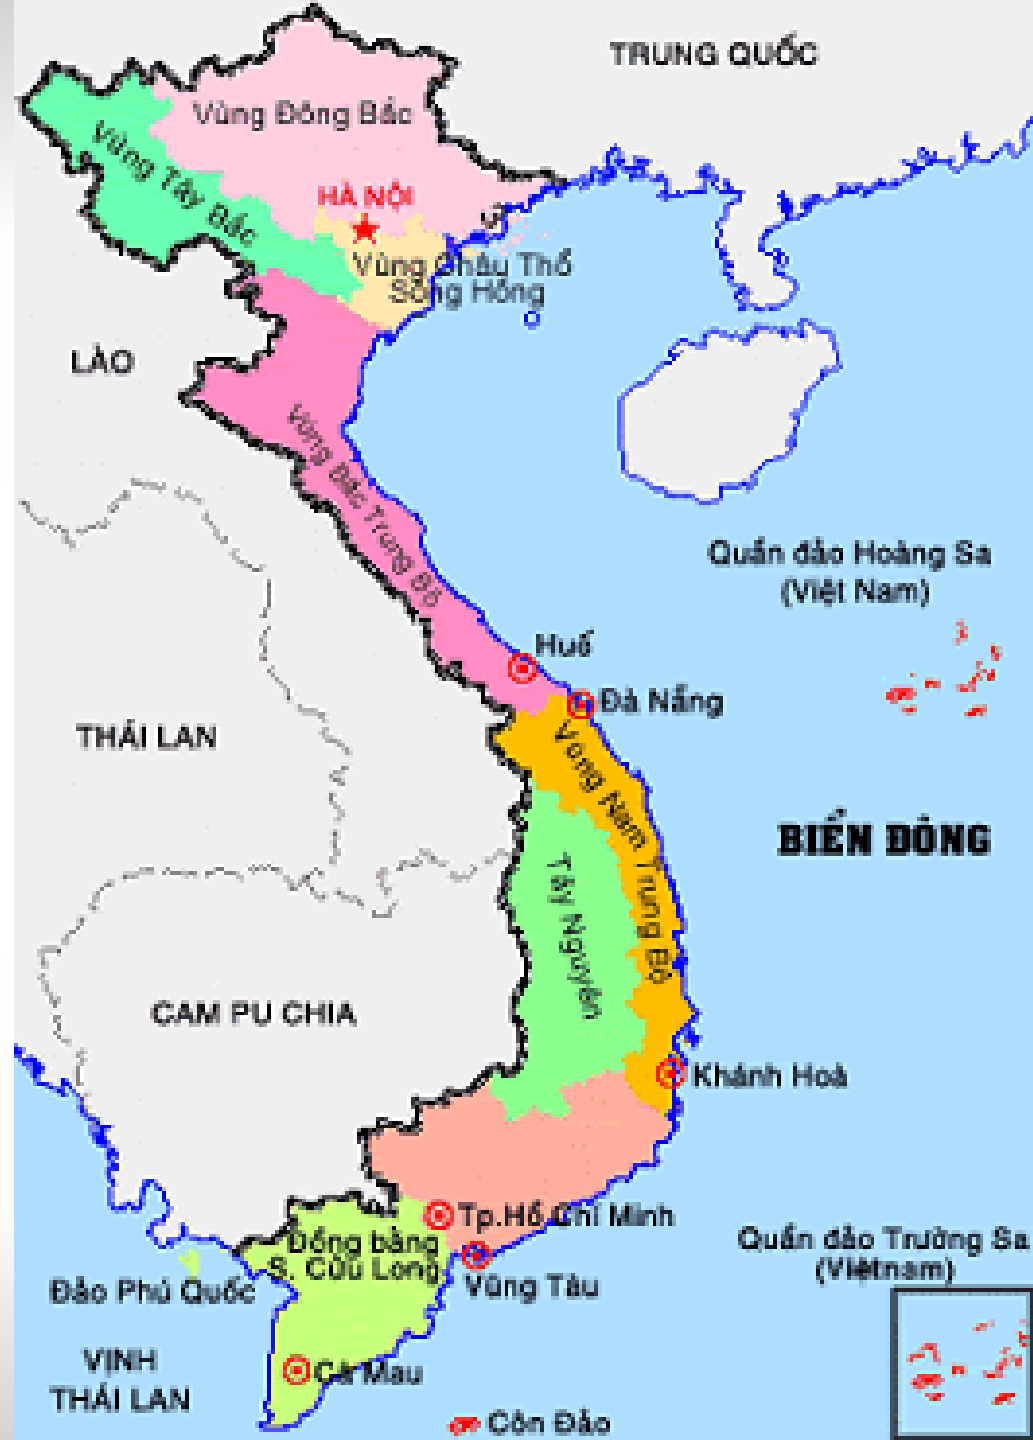 TRUNG QUỐC
Vùng Đông Bắc
Vùng Tây Bắc
HÀ NỘI
Vùng Châu Thổ
Sông Hồng
LÀO
Vùng Bắc Trung Bộ
Quần đảo Hoàng Sa
(Việt Nam)
Huế
Đà Nẵng
THÁI LAN
Vùng Nam Trung Bộ
BIỂN ĐÔNG
Tây Nguyên
CAM PU CHIA
Khánh Hoà
Tp.Hồ Chí Minh
Đồng bằng
S. Cửu Long
Quần đảo Trường Sa
(Việtnam)
Đảo Phú Quốc
Vũng Tàu
VỊNH
THÁI LAN
Cà Mau
Côn Đảo